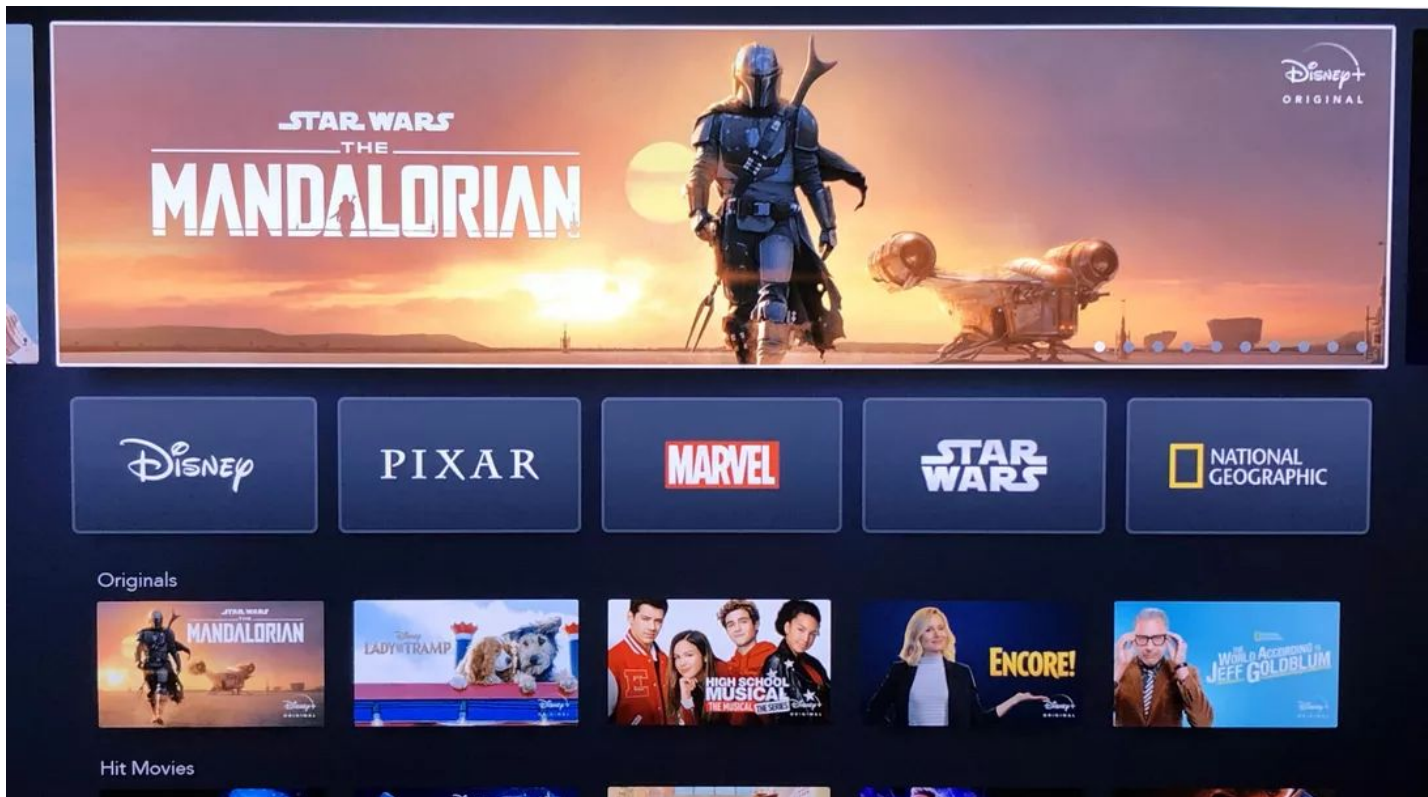 STAR WARS
THE
MANDALORIAN
Disney+
ORIGINAL
Disney
PIXAR
MARVEL
STAR
WARS
NATIONAL
GEOGRAPHIC
Originals
STAR WARS
THE
MANDALORIAN
Disney+
ORIGINAL
Disney
LADY AND THE TRAMP
Disney+
ORIGINAL
E
HIGH SCHOOL
MUSICAL
THE MUSICAL THE SERIES
Disney+
ORIGINAL
ENCORE!
Disney+
ORIGINAL
NATIONAL GEOGRAPHIC
THE
WORLD ACCORDING TO
JEFF GOLDBLUM
Disney+
ORIGINAL
Hit Movies